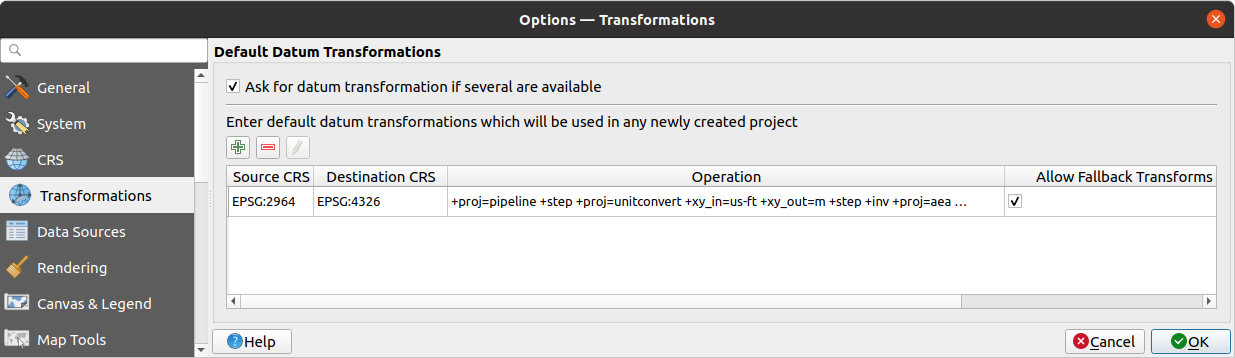 Options — Transformations
Default Datum Transformations
General
System
CRS
Transformations
Data Sources
Rendering
Canvas & Legend
Map Tools
Ask for datum transformation if several are available
Enter default datum transformations which will be used in any newly created project
Source CRS Destination CRS Operation Allow Fallback Transforms
EPSG:2964 EPSG:4326 +proj=pipeline +step +proj=unitconvert +xy_in=us-ft +xy_out=m +step +inv +proj=aea ...
Help Cancel OK